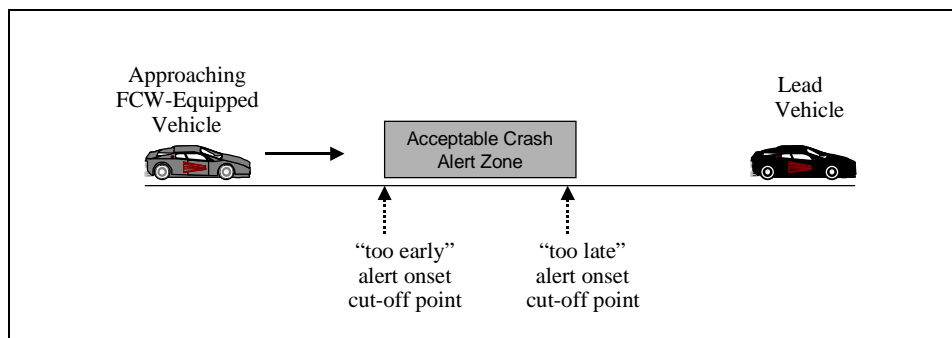 Approaching
FCW-Equipped
Vehicle
Lead
Vehicle
Acceptable Crash
Alert Zone
“too early”
alert onset
cut-off point
“too late”
alert onset
cut-off point